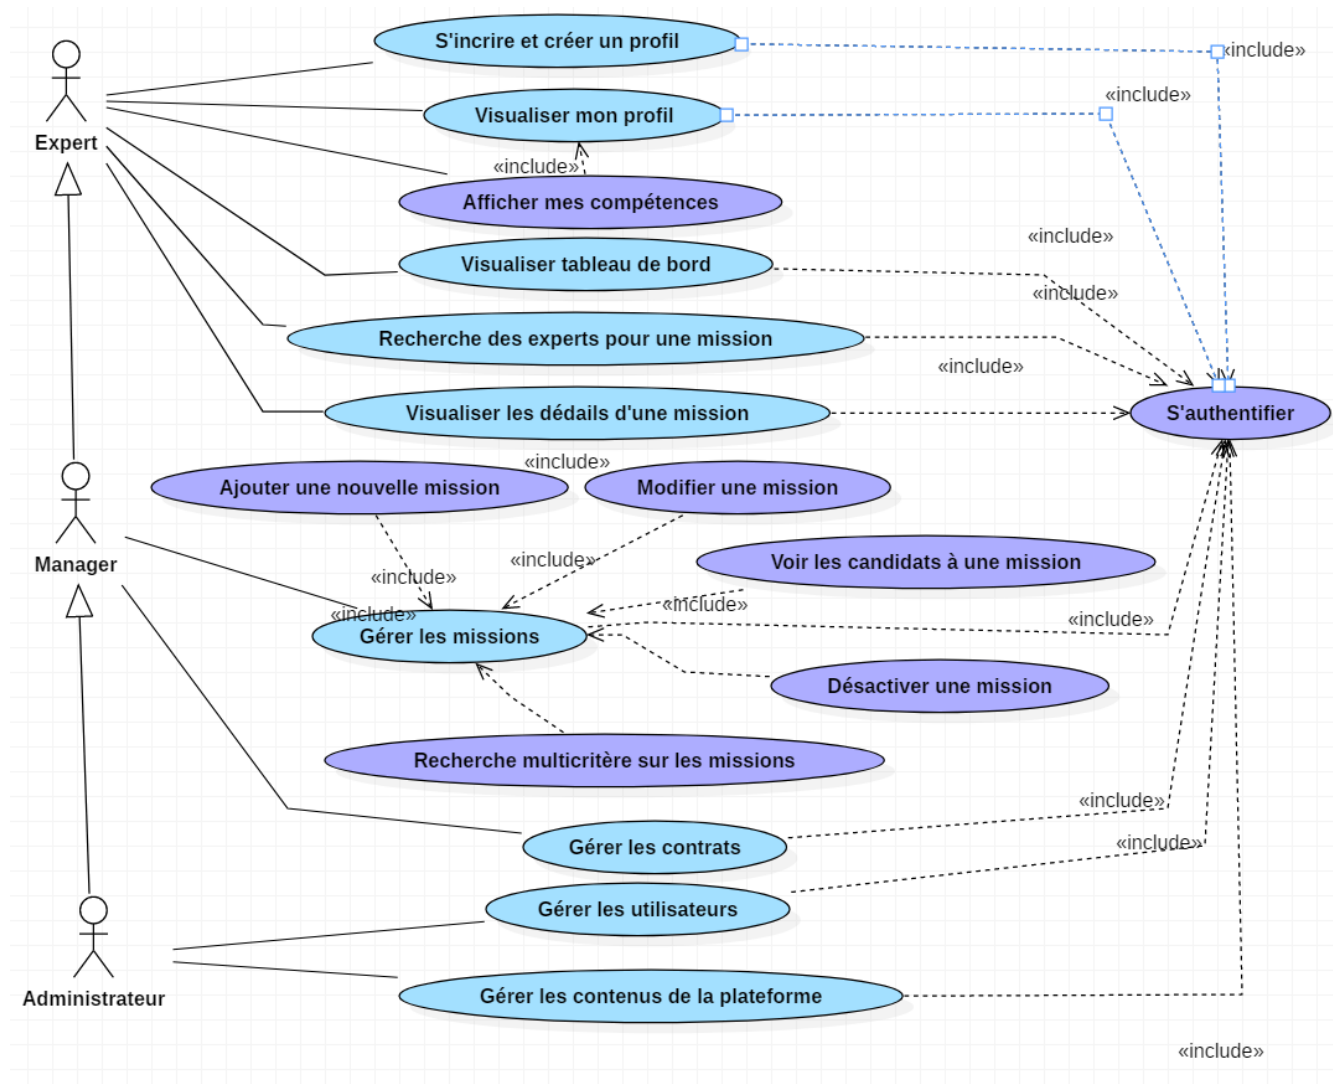 S'incrire et créer un profil
«include»
«include»
Visualiser mon profil
Expert
«include»
Afficher mes compétences
«include»
Visualiser tableau de bord
«include»
Recherche des experts pour une mission
«include»
Visualiser les dédails d'une mission
S'authentifier
«include»
Ajouter une nouvelle mission
Modifier une mission
Manager
«include»
Voir les candidats à une mission
«include»
«include»
«include»
«include»
Gérer les missions
Désactiver une mission
Recherche multicritère sur les missions
«include»
Gérer les contrats
«include»
Gérer les utilisateurs
Administrateur
Gérer les contenus de la plateforme
«include»